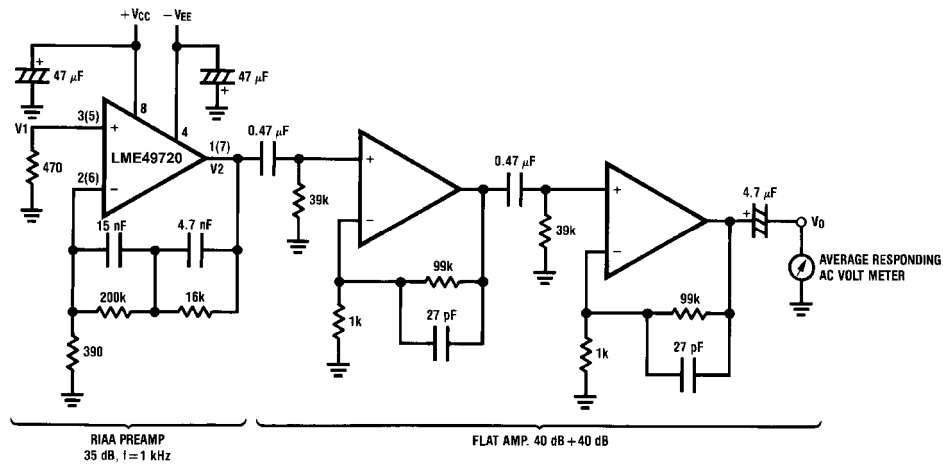 +VCC
−VEE
+
47 µF
+
47 µF
8
4
V1
3(5)
+
LME49720
1(7)
V2
470
2(6)
−
15 nF
4.7 nF
200k
16k
390
0.47 µF
39k
+
−
99k
27 pF
1k
0.47 µF
39k
+
−
99k
27 pF
1k
4.7 µF
+
VO
AVERAGE RESPONDING
AC VOLT METER
RIAA PREAMP
35 dB, f = 1 kHz
FLAT AMP. 40 dB + 40 dB